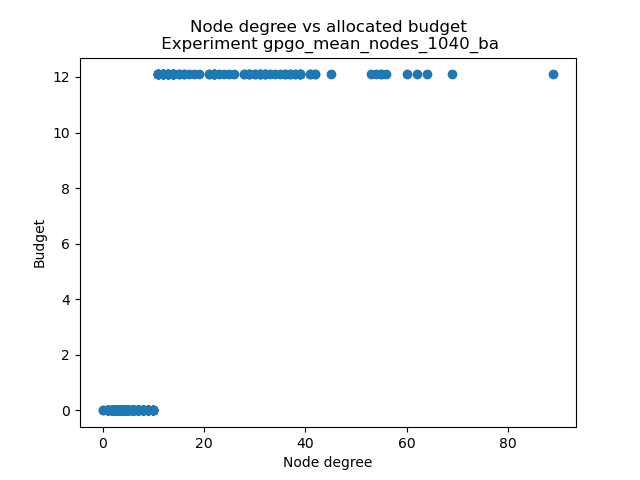 Node degree vs allocated budget
Experiment gpgo_mean_nodes_1040_ba
12
10
8
6
4
2
0
Budget
0 20 40 60 80
Node degree